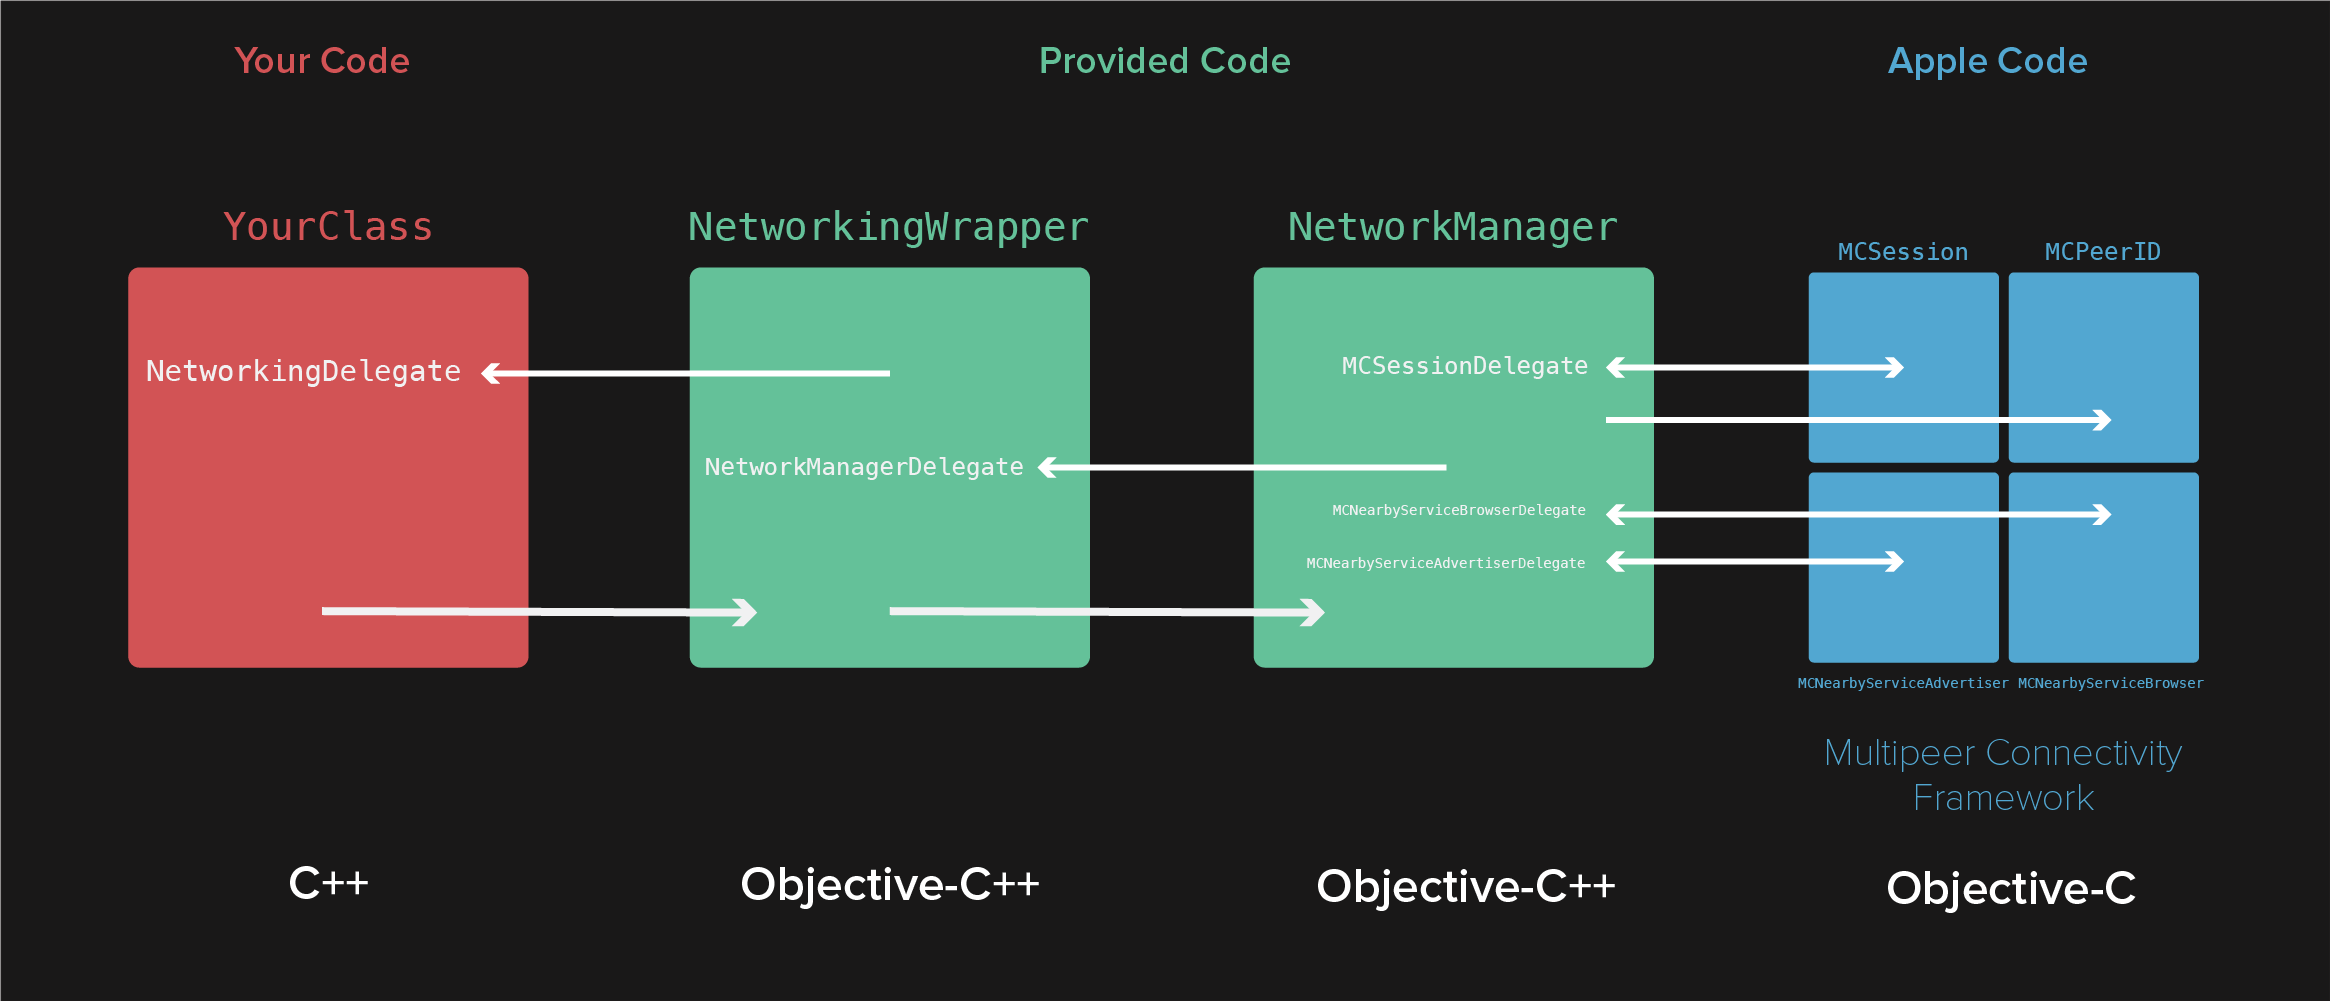 Your Code
Provided Code
Apple Code
YourClass
NetworkingWrapper
NetworkManager
MCSession
MCPeerID
NetworkingDelegate
MCSessionDelegate
NetworkManagerDelegate
MCNearbyServiceBrowserDelegate
MCNearbyServiceAdvertiserDelegate
MCNearbyServiceAdvertiser
MCNearbyServiceBrowser
Multipeer Connectivity
Framework
C++
Objective-C++
Objective-C++
Objective-C